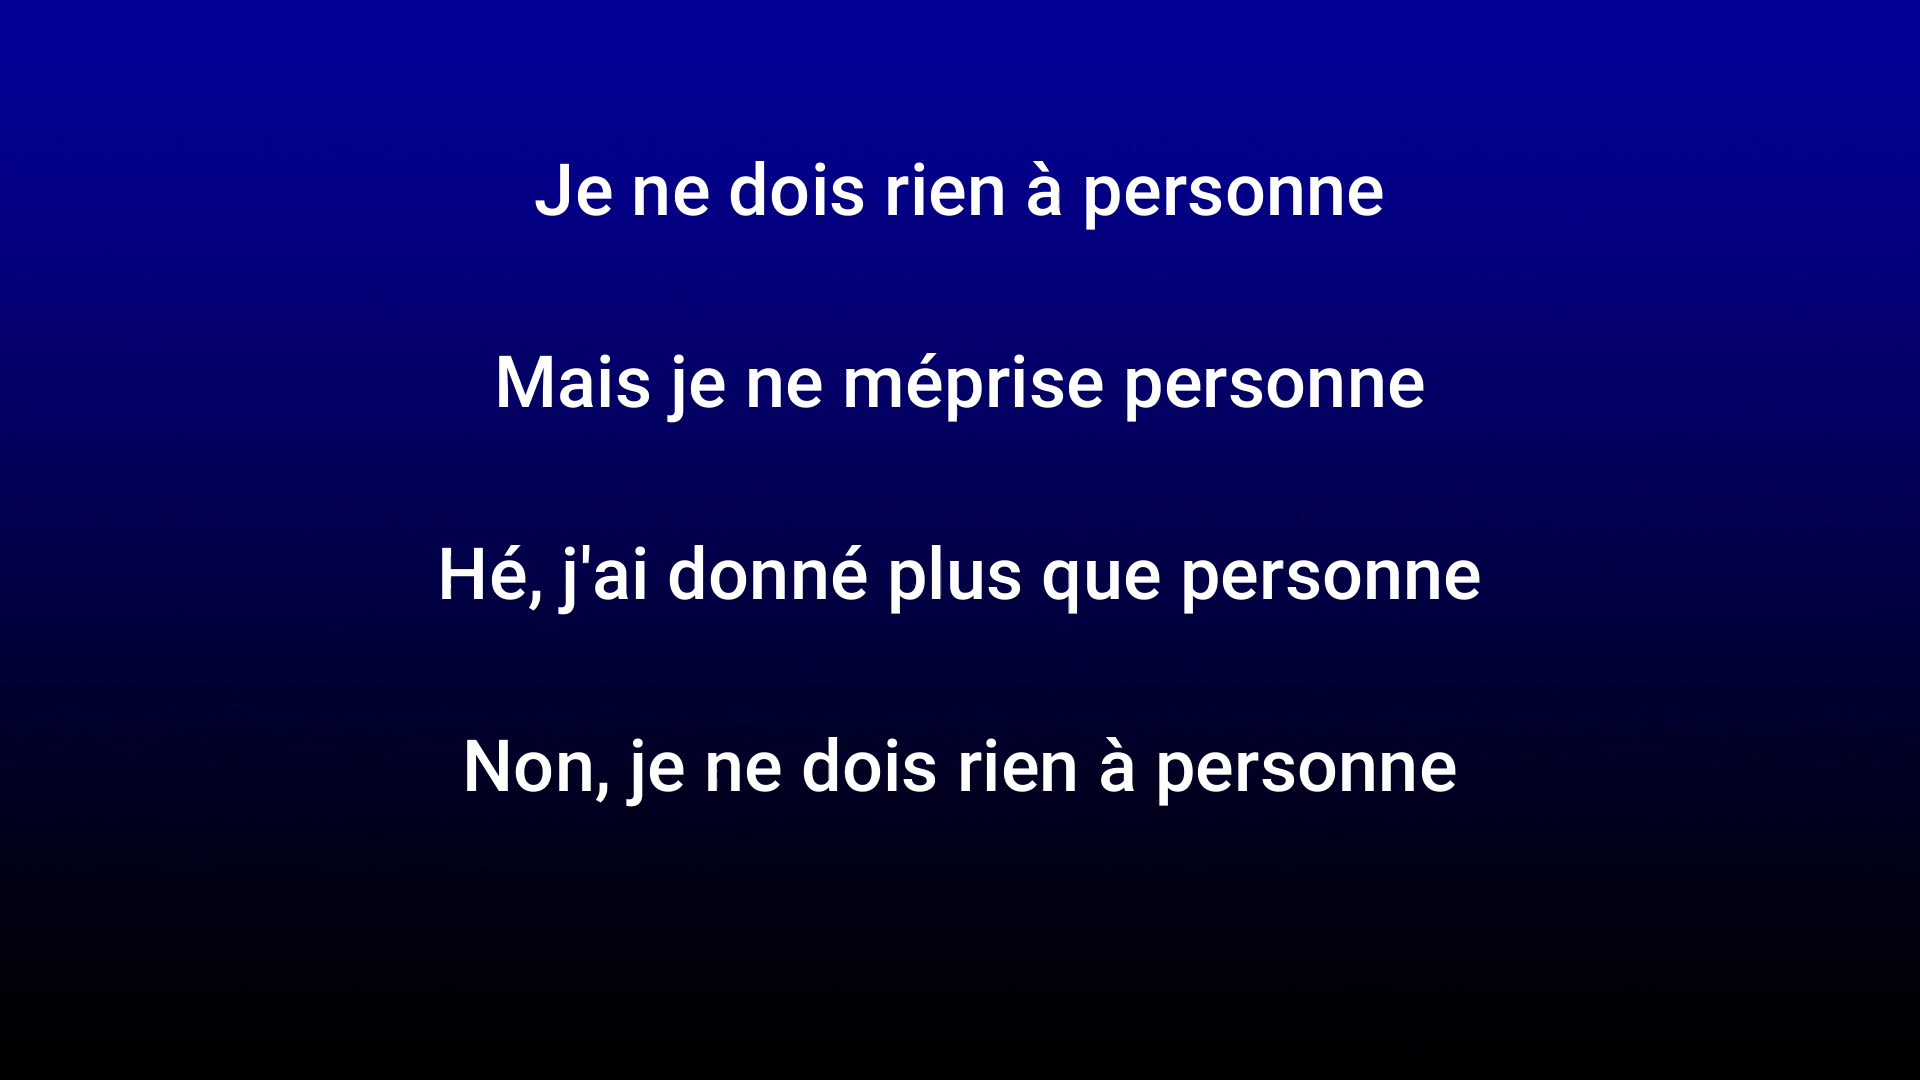 Je ne dois rien à personne
Mais je ne méprise personne
Hé, j'ai donné plus que personne
Non, je ne dois rien à personne